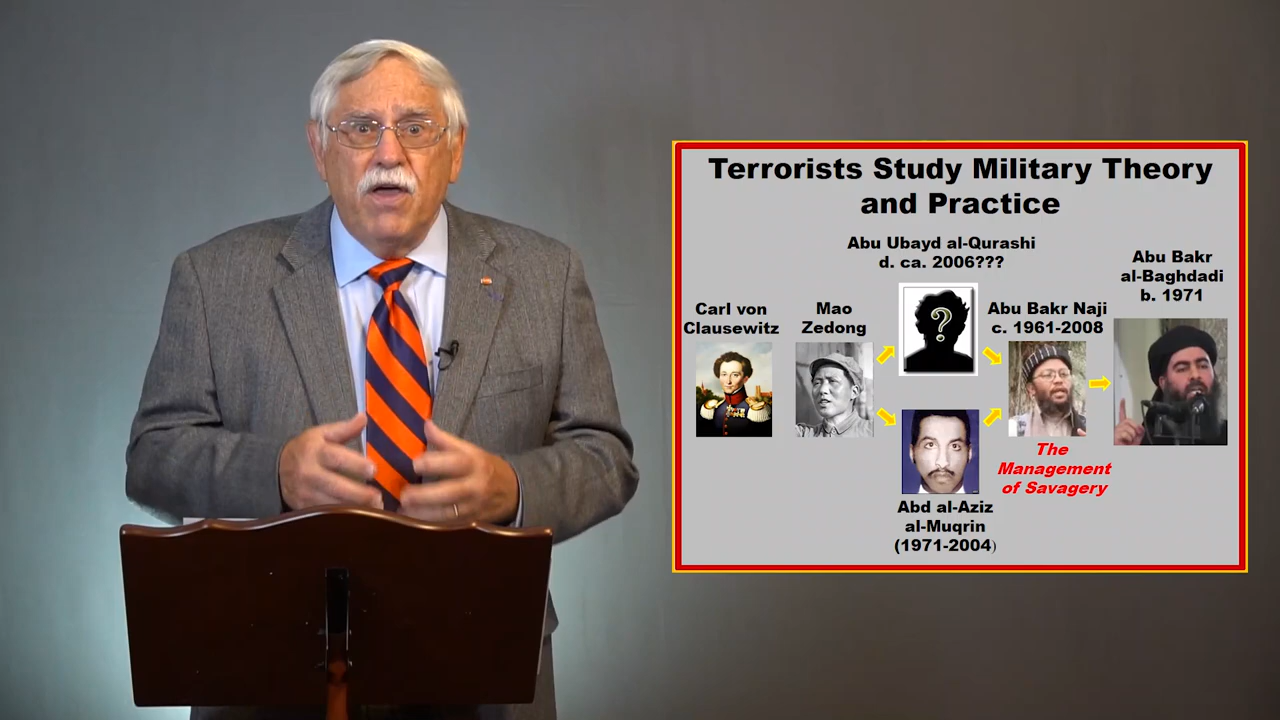 Terrorists Study Military Theory
and Practice
Abu Ubayd al-Qurashi
d. ca. 2006???
Abu Bakr
al-Baghdadi
b. 1971
Carl von
Clausewitz
Mao
Zedong
Abu Bakr Naji
c. 1961-2008
?
The
Management
of Savagery
Abd al-Aziz
al-Muqrin
(1971-2004)